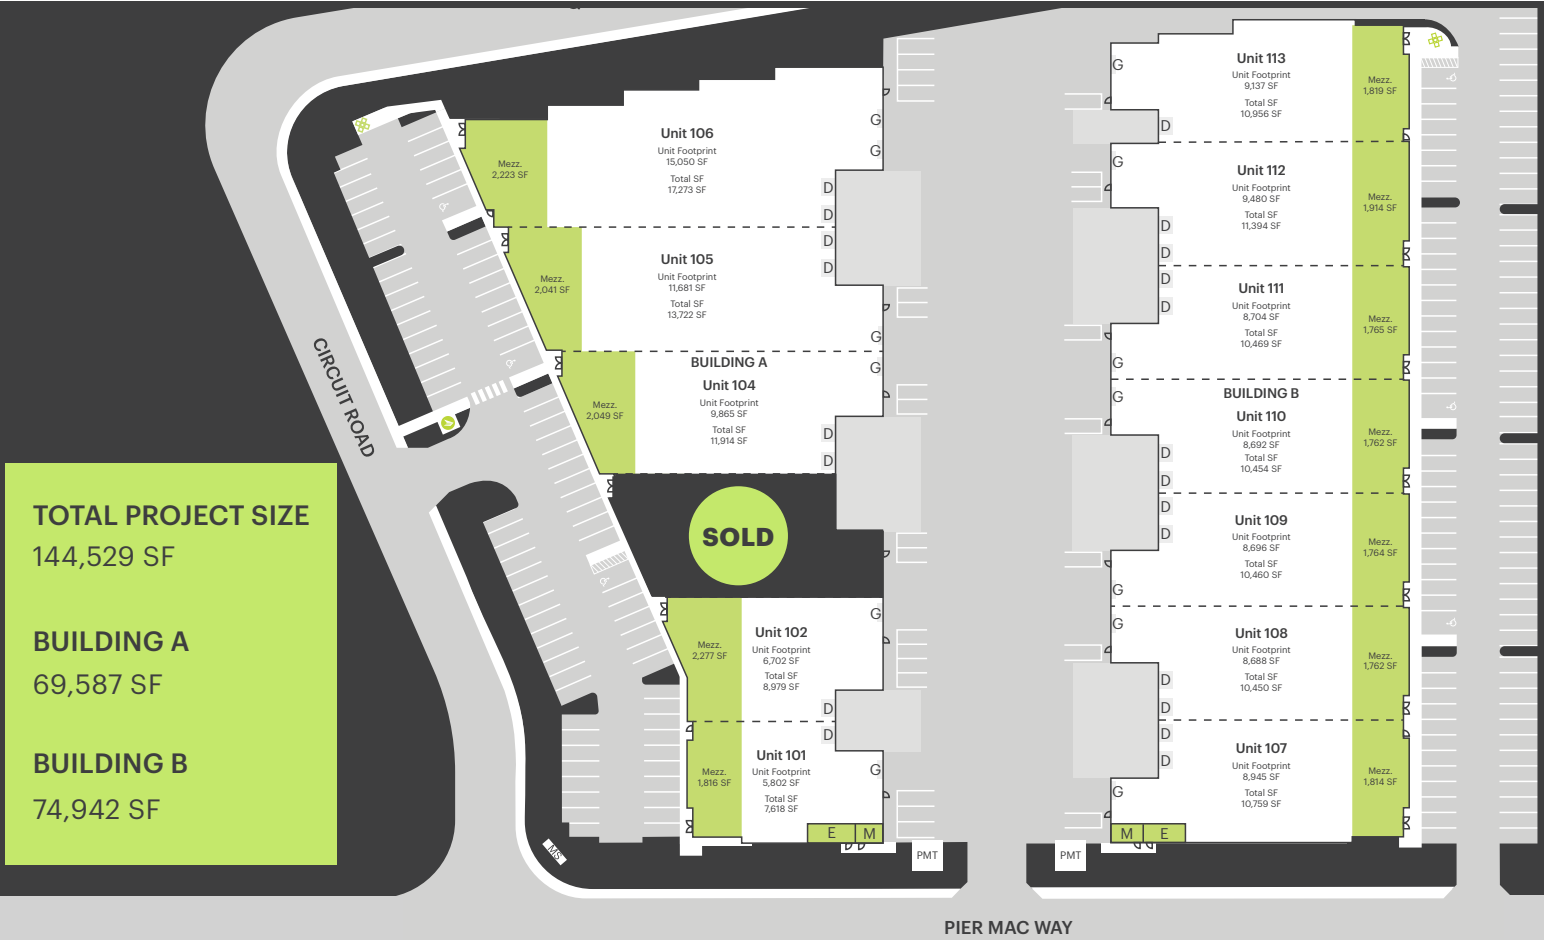 TOTAL PROJECT SIZE
144,529 SF
BUILDING A
69,587 SF
BUILDING B
74,942 SF
CIRCUIT ROAD
Unit 106
Unit Footprint
15,050 SF
Total SF
17,273 SF
Mezz.
2,223 SF
G
G
D
D
Unit 105
Unit Footprint
11,681 SF
Total SF
13,722 SF
Mezz.
2,041 SF
D
D
G
BUILDING A
Unit 104
Unit Footprint
9,865 SF
Total SF
11,914 SF
Mezz.
2,049 SF
G
D
D
SOLD
Unit 102
Unit Footprint
6,702 SF
Total SF
8,979 SF
Mezz.
2,277 SF
G
D
Unit 101
Unit Footprint
5,802 SF
Total SF
7,618 SF
Mezz.
1,816 SF
D
G
E
M
MS
PMT
Unit 113
Unit Footprint
9,137 SF
Total SF
10,956 SF
Mezz.
1,819 SF
G
D
Unit 112
Unit Footprint
9,480 SF
Total SF
11,394 SF
Mezz.
1,914 SF
G
D
D
Unit 111
Unit Footprint
8,704 SF
Total SF
10,469 SF
Mezz.
1,765 SF
D
D
G
BUILDING B
Unit 110
Unit Footprint
8,692 SF
Total SF
10,454 SF
Mezz.
1,762 SF
G
D
D
Unit 109
Unit Footprint
8,696 SF
Total SF
10,460 SF
Mezz.
1,764 SF
D
D
G
Unit 108
Unit Footprint
8,688 SF
Total SF
10,450 SF
Mezz.
1,762 SF
G
D
D
Unit 107
Unit Footprint
8,945 SF
Total SF
10,759 SF
Mezz.
1,814 SF
D
D
G
M
E
PMT
PIER MAC WAY